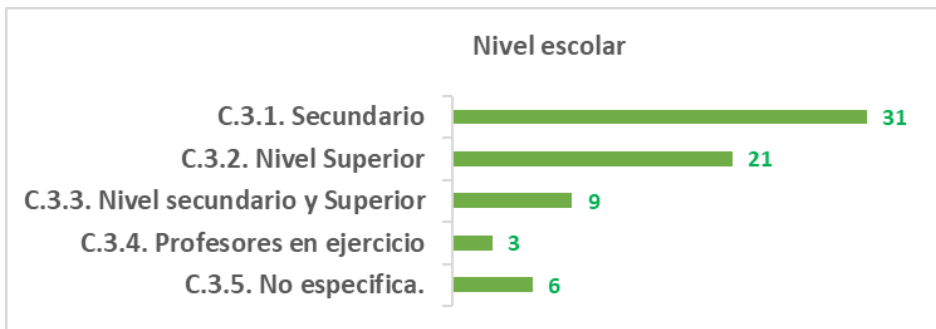 Nivel escolar
C.3.1. Secundario 31
C.3.2. Nivel Superior 21
C.3.3. Nivel secundario y Superior 9
C.3.4. Profesores en ejercicio 3
C.3.5. No especifica. 6